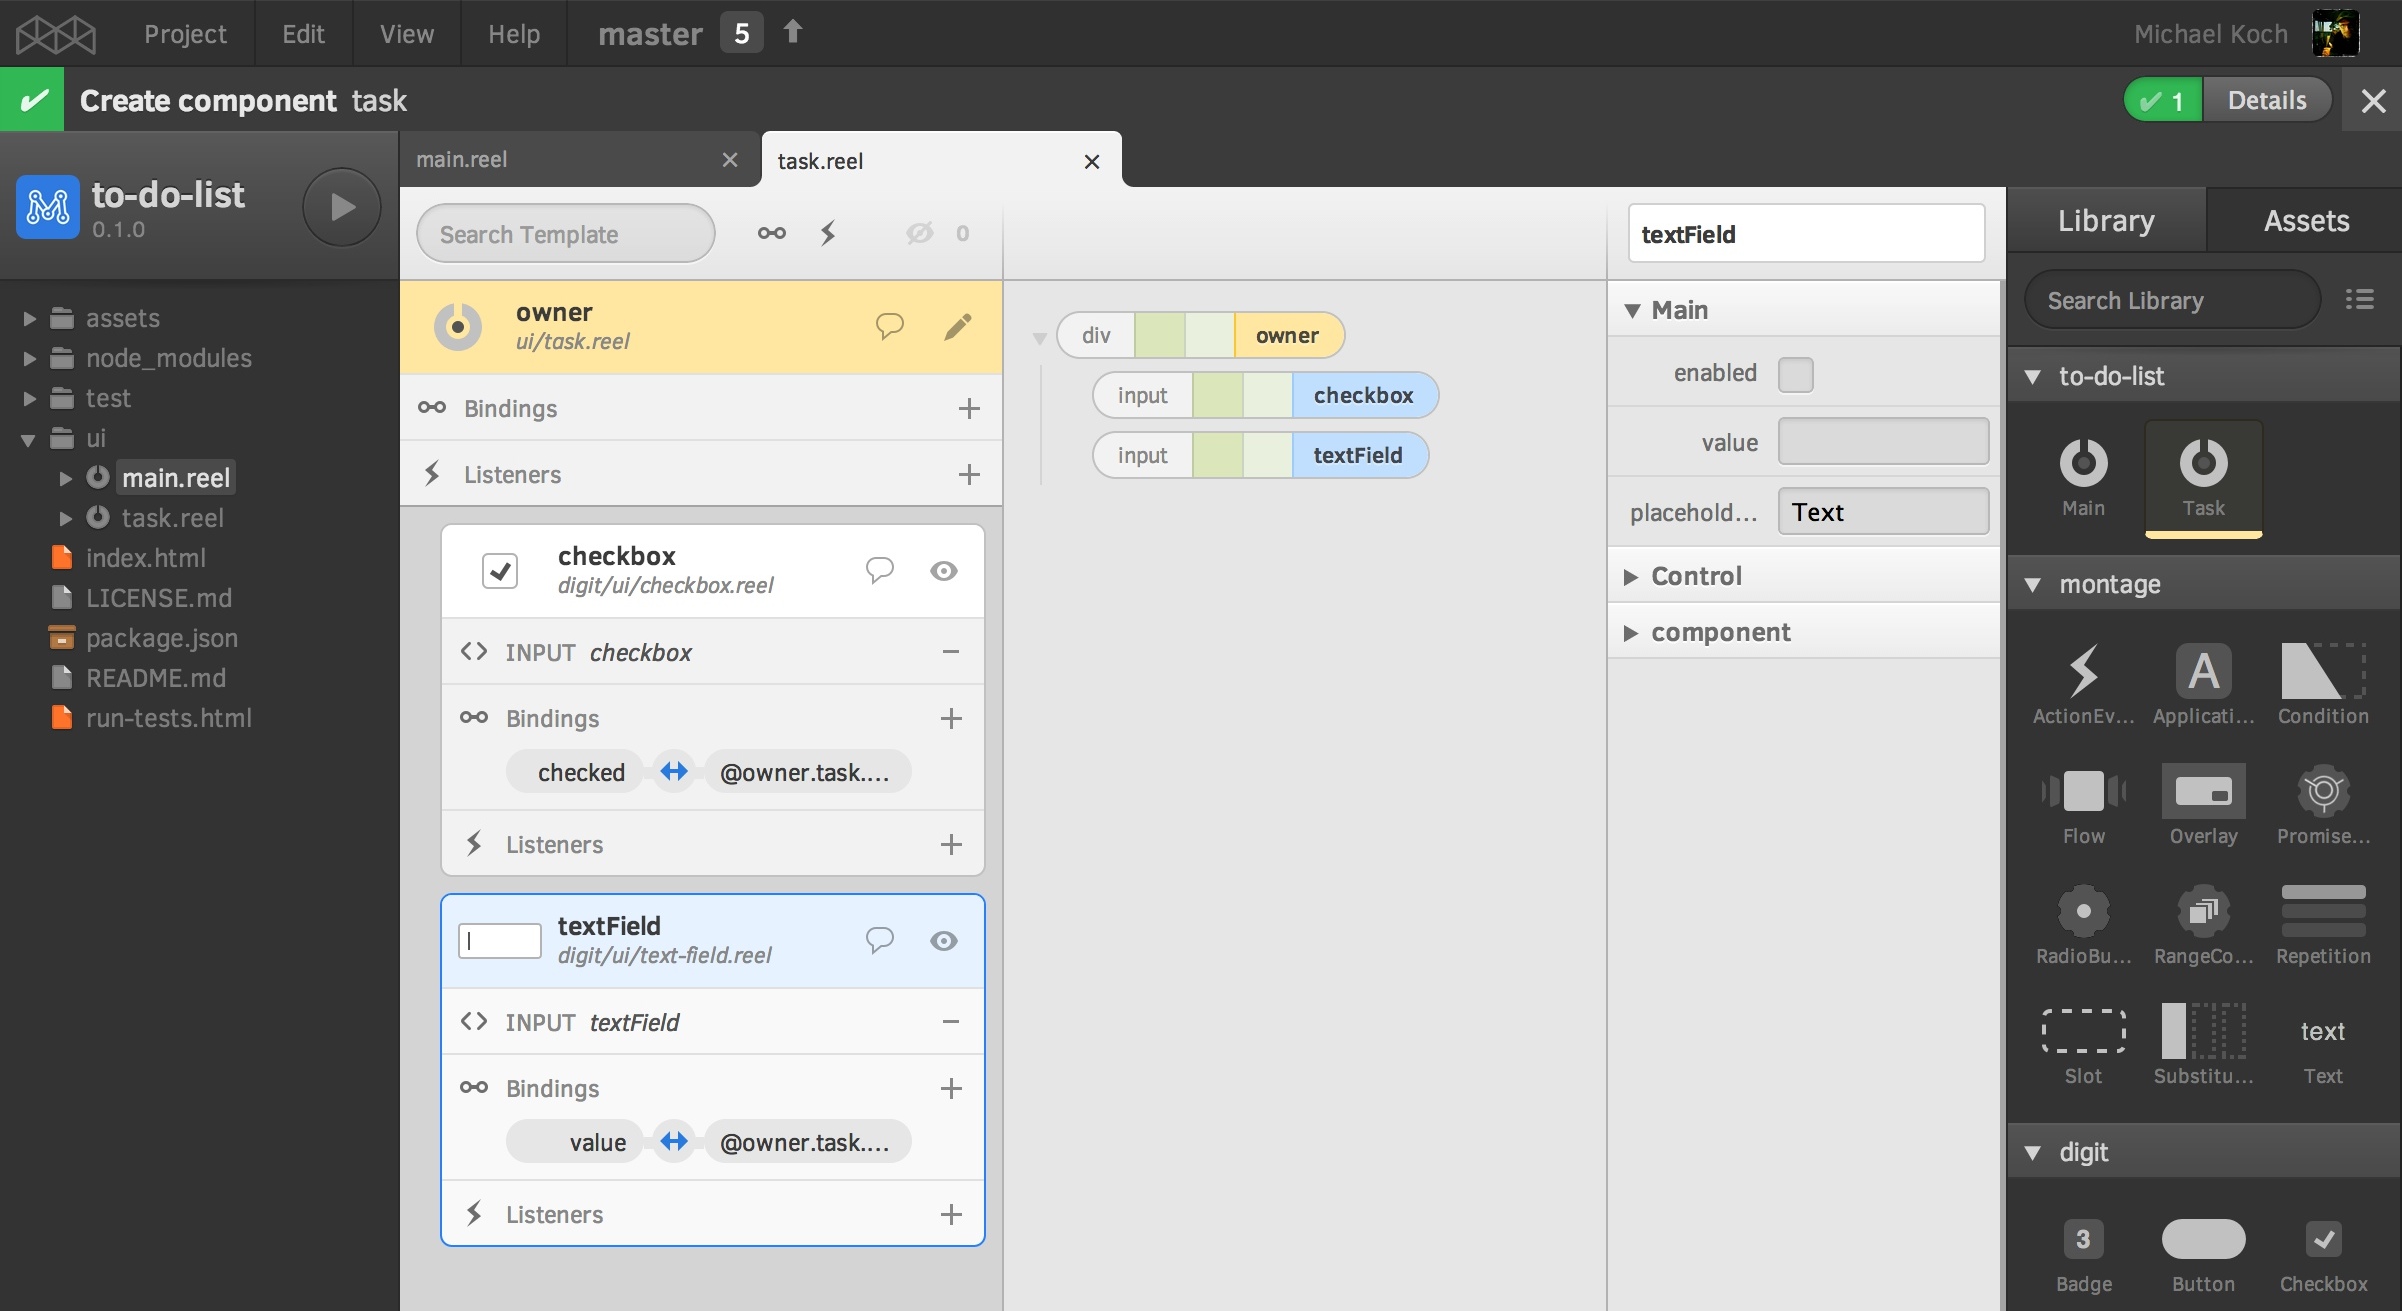 Project Edit View Help master 5 Michael Koch
Create component task 1 Details
main.reel task.reel
to-do-list
0.1.0
assets
node_modules
test
ui
main.reel
task.reel
index.html
LICENSE.md
package.json
README.md
run-tests.html
Search Template 0
owner
ui/task.reel
Bindings
Listeners
checkbox
digit/ui/checkbox.reel
INPUT checkbox
Bindings
checked @owner.task....
Listeners
textField
digit/ui/text-field.reel
INPUT textField
Bindings
value @owner.task....
Listeners
div owner
input checkbox
input textField
textField
Main
enabled
value
placehold... Text
Control
component
Library Assets
Search Library
to-do-list
Main Task
montage
ActionEv... Applicati... Condition
Flow Overlay Promise...
RadioBu... RangeCo... Repetition
text
Slot Substitu... Text
digit
3
Badge Button Checkbox